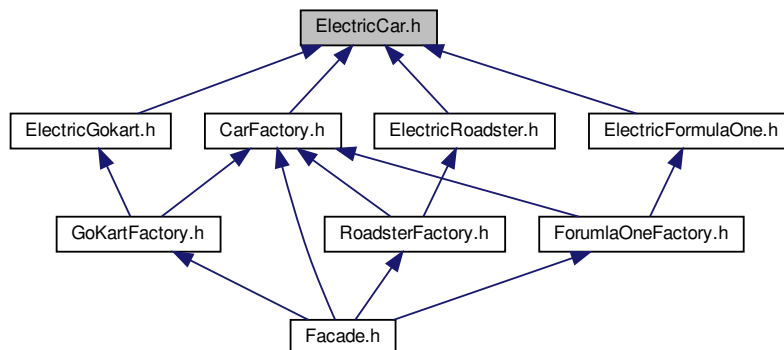 ElectricCar.h
ElectricGokart.h
CarFactory.h
ElectricRoadster.h
ElectricFormulaOne.h
GoKartFactory.h
RoadsterFactory.h
ForumlaOneFactory.h
Facade.h